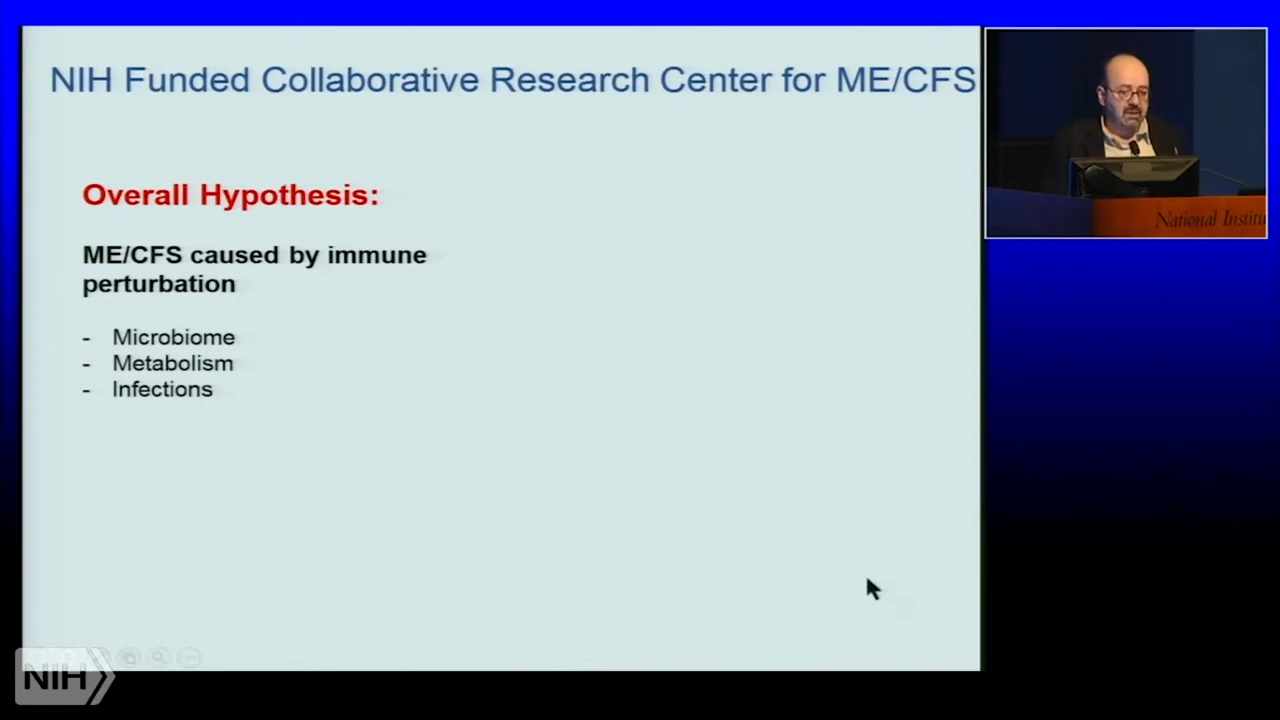 NIH Funded Collaborative Research Center for ME/CFS
Overall Hypothesis:
ME/CFS caused by immune
perturbation
- Microbiome
- Metabolism
- Infections
National Institu
NIH